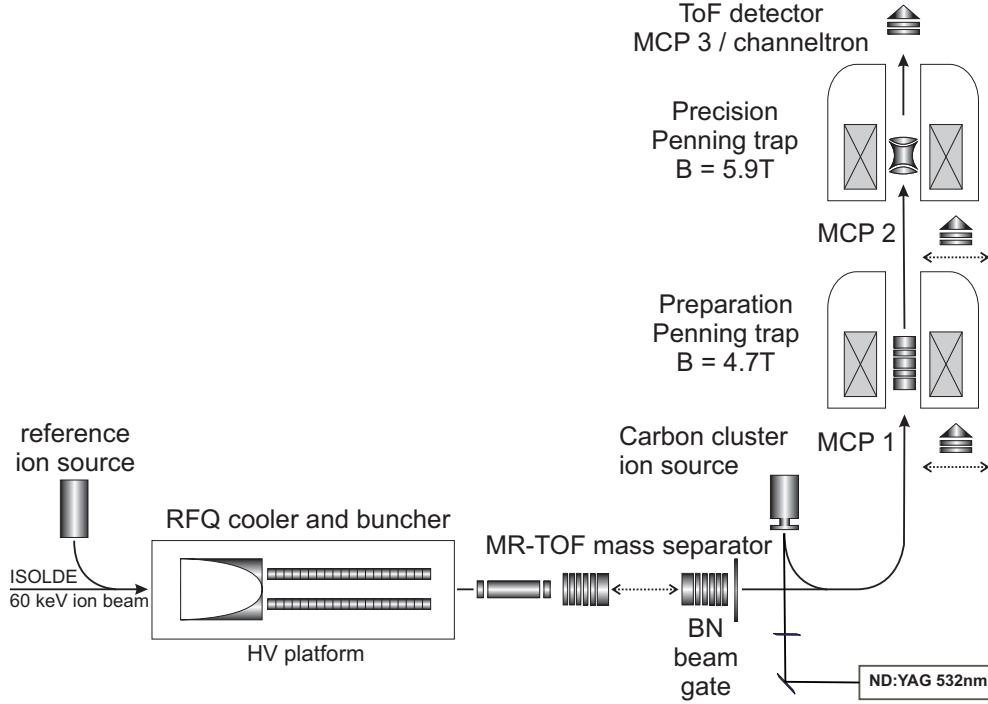 ToF detector
MCP 3 / channeltron
Precision
Penning trap
B = 5.9T
MCP 2
Preparation
Penning trap
B = 4.7T
MCP 1
Carbon cluster
ion source
reference
ion source
RFQ cooler and buncher
MR-TOF mass separator
ISOLDE
60 keV ion beam
HV platform
BN
beam
gate
ND:YAG 532nm